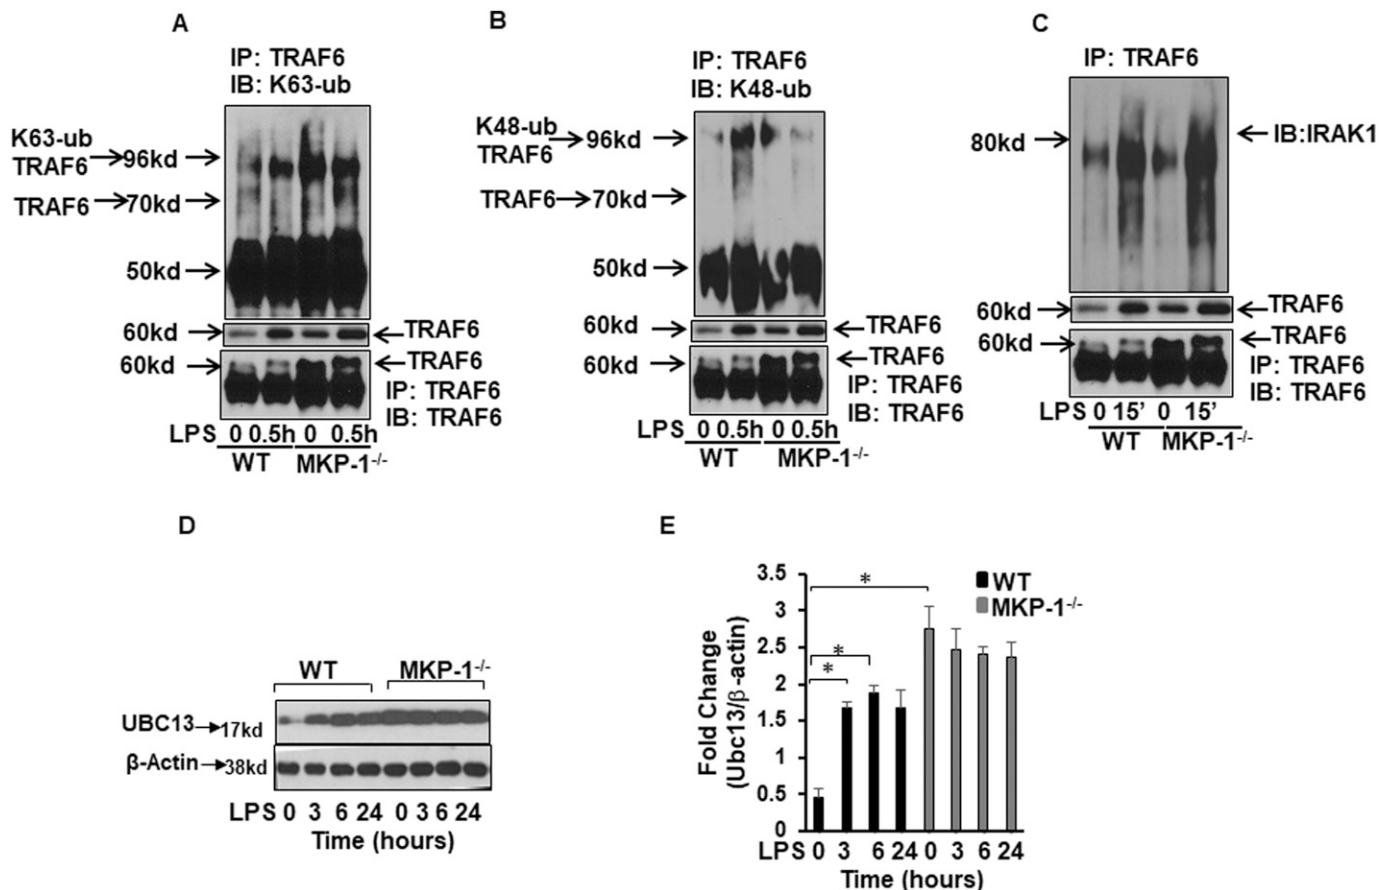 A
IP: TRAF6
IB: K63-ub
K63-ub
TRAF6
96kd
TRAF6
70kd
50kd
60kd
TRAF6
60kd
TRAF6
IP: TRAF6
IB: TRAF6
LPS 0 0.5h 0 0.5h
WT MKP-1-/-
B
IP: TRAF6
IB: K48-ub
K48-ub
TRAF6
96kd
TRAF6
70kd
50kd
60kd
TRAF6
60kd
TRAF6
IP: TRAF6
IB: TRAF6
LPS 0 0.5h 0 0.5h
WT MKP-1-/-
C
IP: TRAF6
80kd
IB:IRAK1
60kd
TRAF6
60kd
TRAF6
IP: TRAF6
IB: TRAF6
LPS 0 15’ 0 15’
WT MKP-1-/-
D
WT MKP-1-/-
UBC13 17kd
β-Actin 38kd
LPS 0 3 6 24 0 3 6 24
Time (hours)
E
Fold Change
(Ubc13/β-actin)
3.5
3
2.5
2
1.5
1
0.5
0
*
*
*
WT
MKP-1-/-
LPS 0 3 6 24 0 3 6 24
Time (hours)